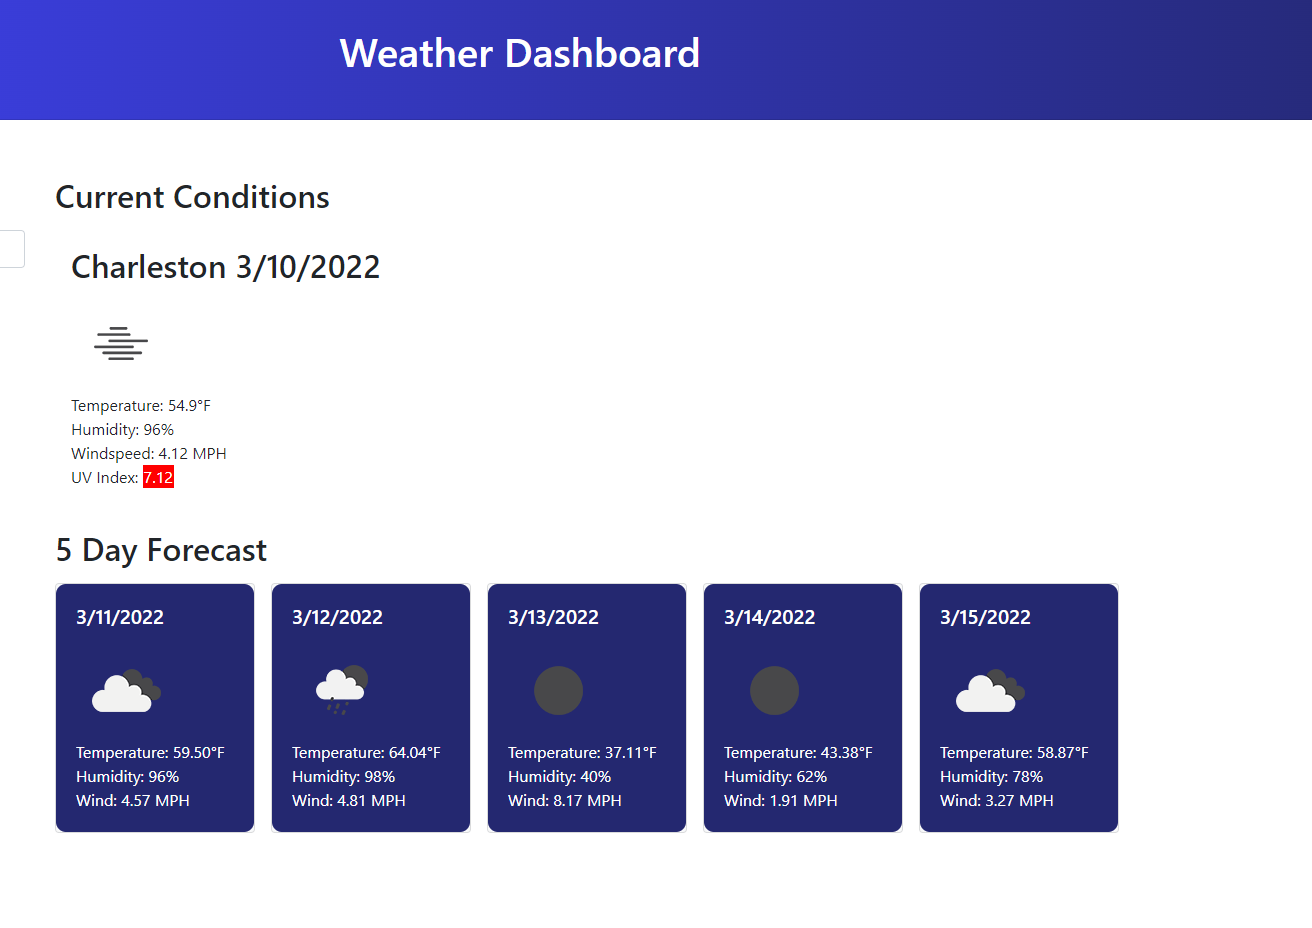 Weather Dashboard
Current Conditions
Charleston 3/10/2022
Temperature: 54.9°F
Humidity: 96%
Windspeed: 4.12 MPH
UV Index: 7.12
5 Day Forecast
3/11/2022
Temperature: 59.50°F
Humidity: 96%
Wind: 4.57 MPH
3/12/2022
Temperature: 64.04°F
Humidity: 98%
Wind: 4.81 MPH
3/13/2022
Temperature: 37.11°F
Humidity: 40%
Wind: 8.17 MPH
3/14/2022
Temperature: 43.38°F
Humidity: 62%
Wind: 1.91 MPH
3/15/2022
Temperature: 58.87°F
Humidity: 78%
Wind: 3.27 MPH